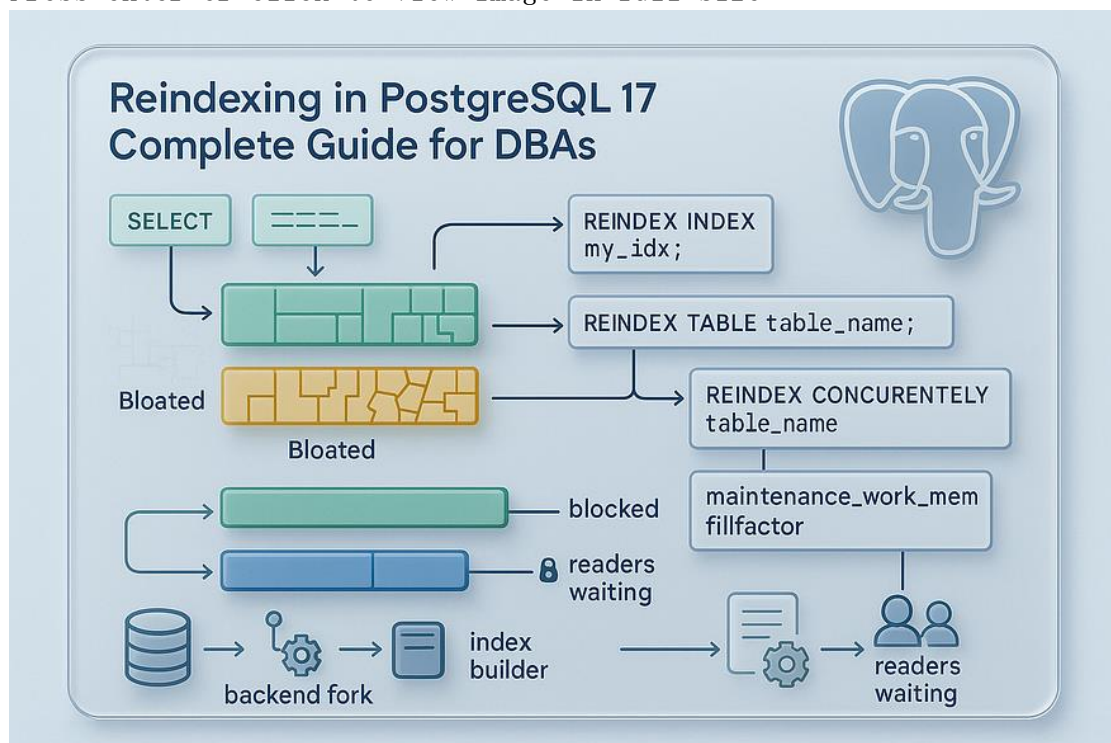 Reindexing in PostgreSQL 17
Complete Guide for DBAs
SELECT
REINDEX INDEX
my_idx;
REINDEX TABLE table_name;
Bloated
Bloated
REINDEX CONCURENTELY
table_name
maintenance_work_mem
fillfactor
blocked
readers
waiting
index
builder
backend fork
readers
waiting